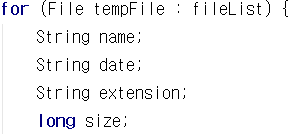 for (File tempFile : fileList) {
String name;
String date;
String extension;
long size;